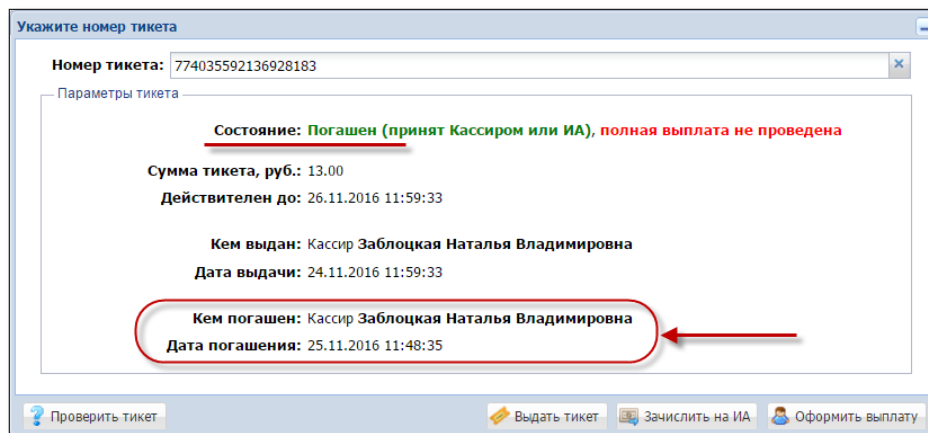 Укажите номер тикета
Номер тикета: 774035592136928183
Параметры тикета
Состояние: Погашен (принят Кассиром или ИА), полная выплата не проведена
Сумма тикета, руб.: 13.00
Действителен до: 26.11.2016 11:59:33
Кем выдан: Кассир Заблоцкая Наталья Владимировна
Дата выдачи: 24.11.2016 11:59:33
Кем погашен: Кассир Заблоцкая Наталья Владимировна
Дата погашения: 25.11.2016 11:48:35
Проверить тикет Выдать тикет Зачислить на ИА Оформить выплату